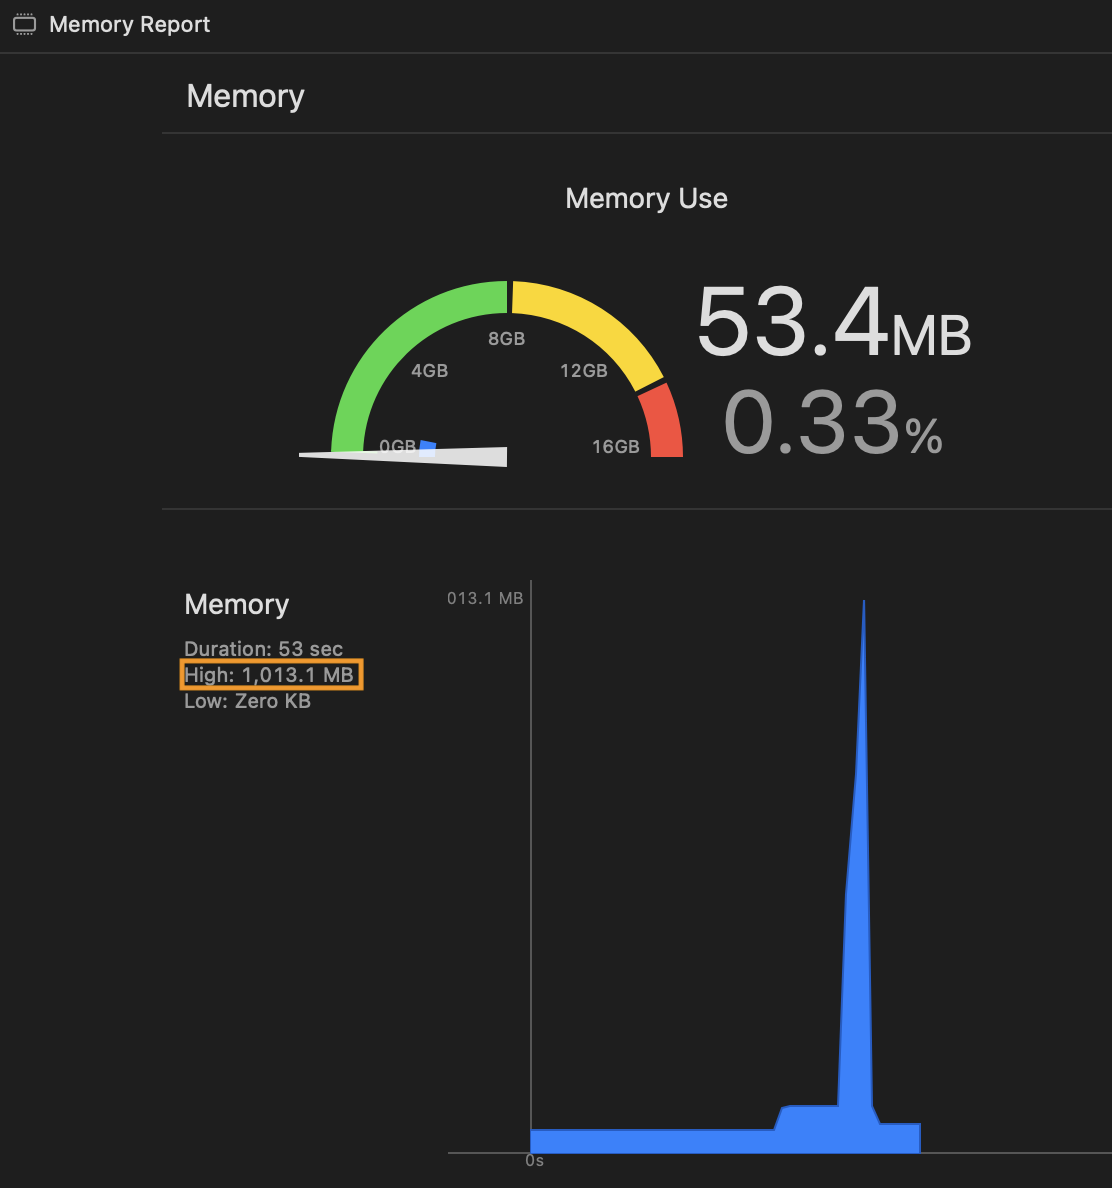 Memory Report
Memory
Memory Use
53.4MB
0.33%
8GB
4GB
12GB
0GB
16GB
Memory
Duration: 53 sec
High: 1,013.1 MB
Low: Zero KB
013.1 MB
0s